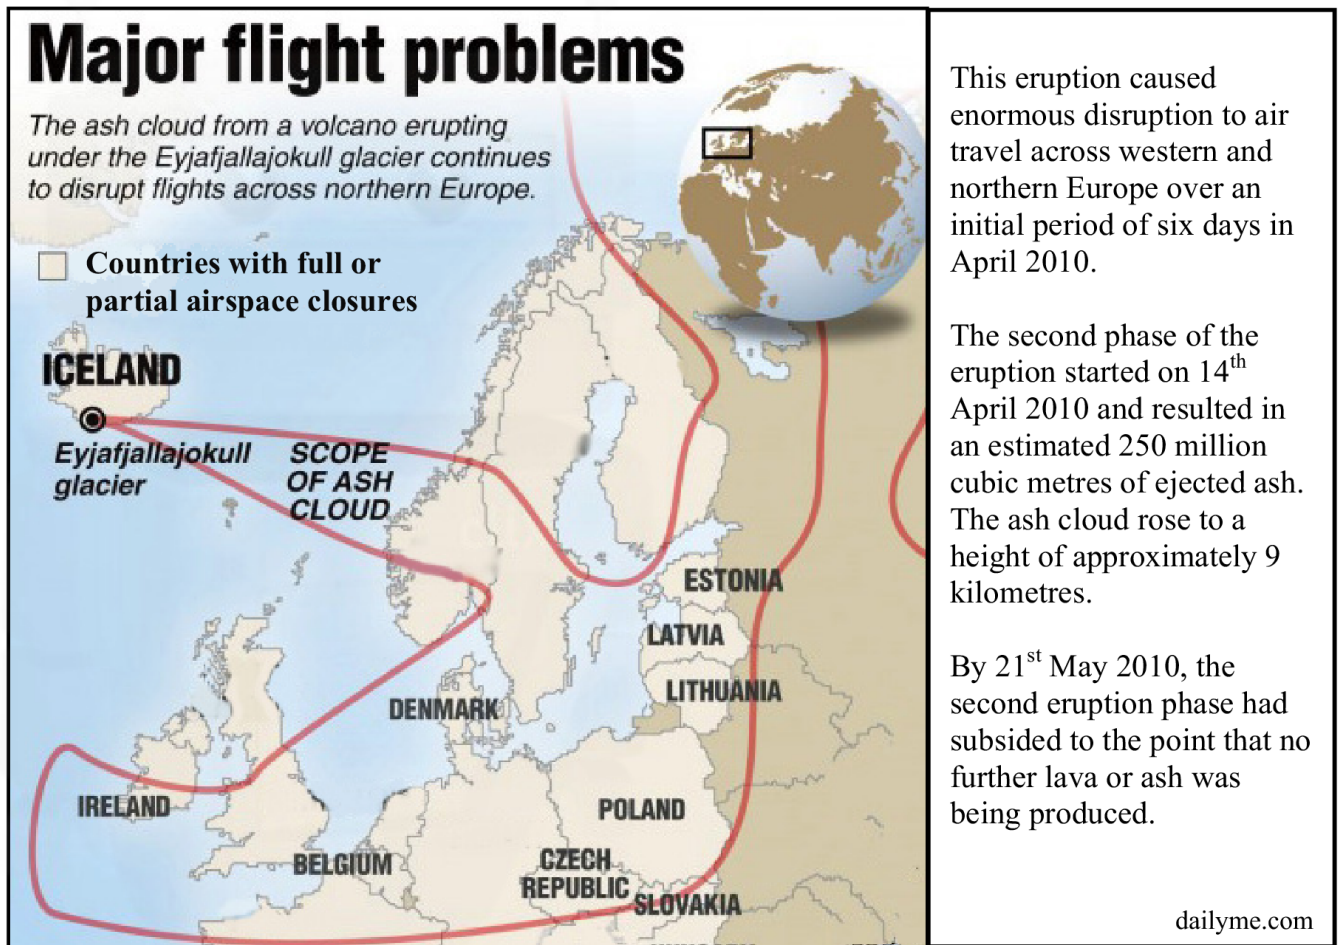 Major flight problems
The ash cloud from a volcano erupting
under the Eyjafjallajokull glacier continues
to disrupt flights across northern Europe.
Countries with full or
partial airspace closures
ICELAND
Eyjafjallajokull
glacier
SCOPE
OF ASH
CLOUD
ESTONIA
LATVIA
LITHUANIA
DENMARK
IRELAND
POLAND
BELGIUM
CZECH
REPUBLIC
SLOVAKIA
This eruption caused
enormous disruption to air
travel across western and
northern Europe over an
initial period of six days in
April 2010.
The second phase of the
eruption started on 14th
April 2010 and resulted in
an estimated 250 million
cubic metres of ejected ash.
The ash cloud rose to a
height of approximately 9
kilometres.
By 21st May 2010, the
second eruption phase had
subsided to the point that no
further lava or ash was
being produced.
dailyme.com